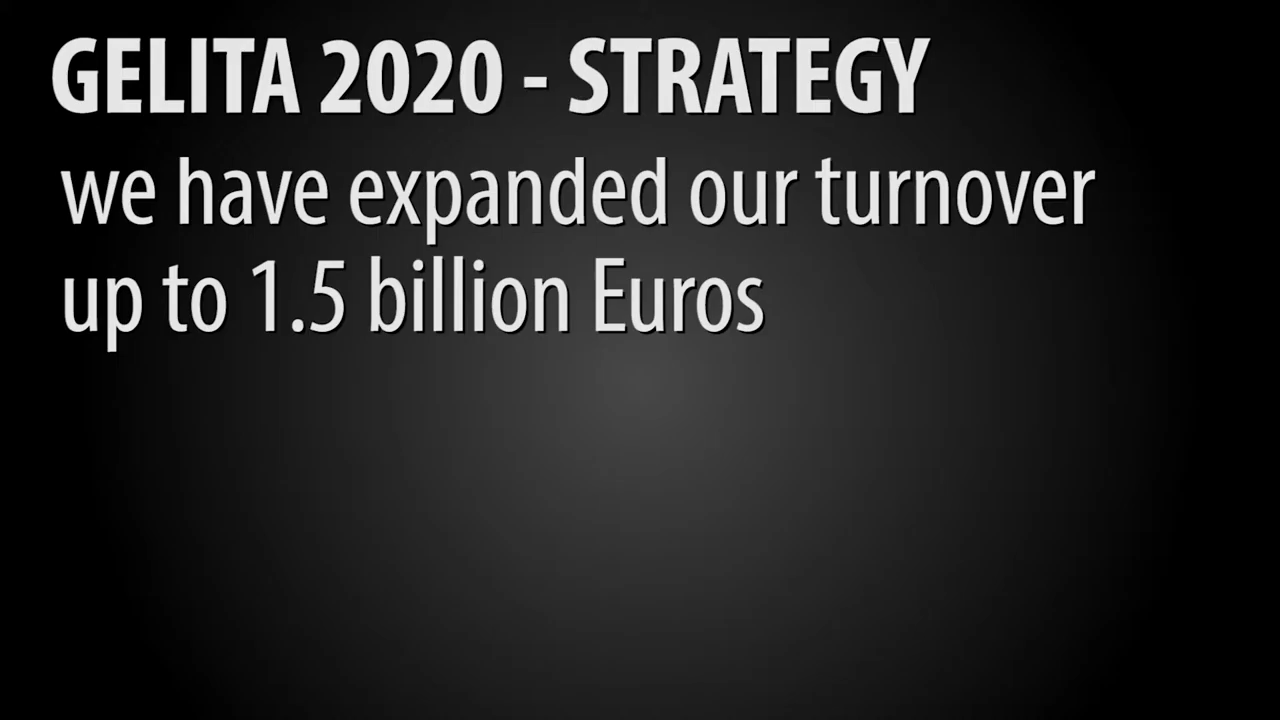 GELITA 2020 - STRATEGY
we have expanded our turnover
up to 1.5 billion Euros